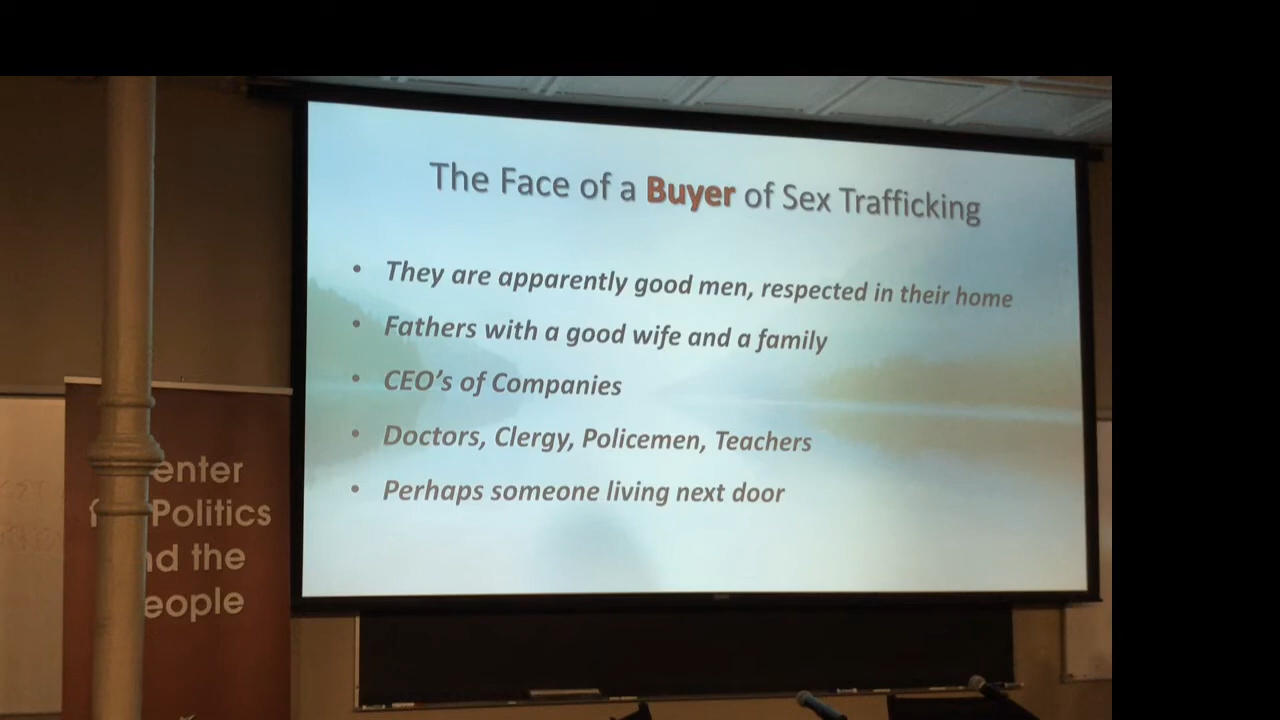 The Face of a Buyer of Sex Trafficking
• They are apparently good men, respected in their home
• Fathers with a good wife and a family
• CEO's of Companies
• Doctors, Clergy, Policemen, Teachers
• Perhaps someone living next door
enter
Politics
nd the
eople